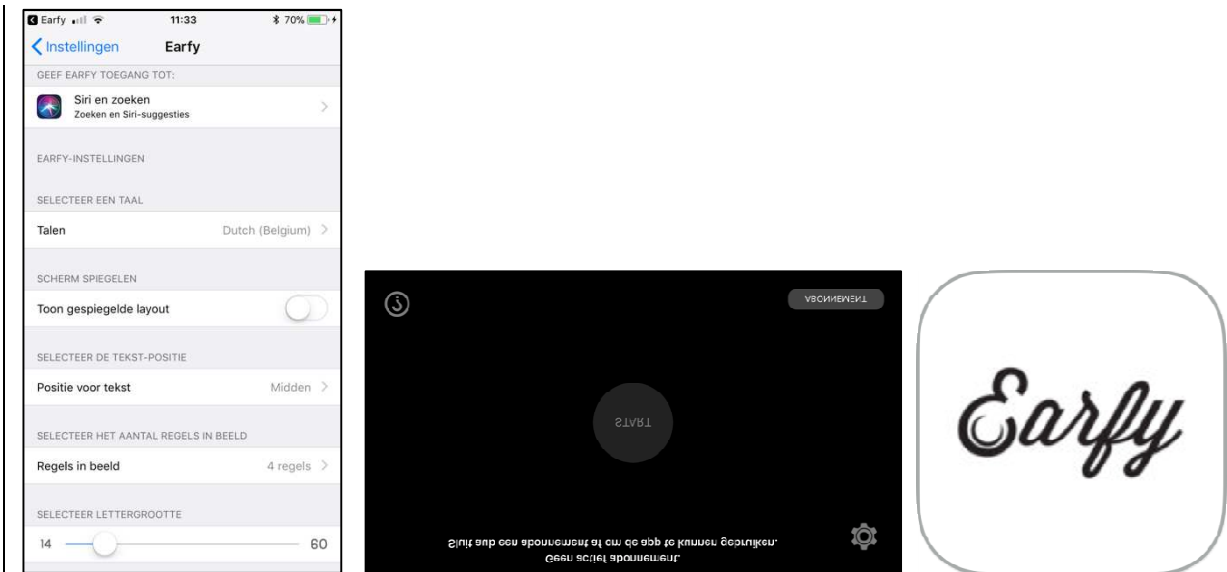 Earfy 11:33 70%
Instellingen Earfy
GEEF EARFY TOEGANG TOT:
Siri en zoeken
Zoeken en Siri-suggesties
EARFY-INSTELLINGEN
SELECTEER EEN TAAL
Talen Dutch (Belgium)
SCHERM SPIEGELEN
Toon gespiegelde layout
SELECTEER DE TEKST-POSITIE
Positie voor tekst Midden
SELECTEER HET AANTAL REGELS IN BEELD
Regels in beeld 4 regels
SELECTEER LETTERGROOTTE
14 60
ABONNEMENT
START
Sluit aub een abonnement af om de app te kunnen gebruiken.
Geen actief abonnement.
Earfy